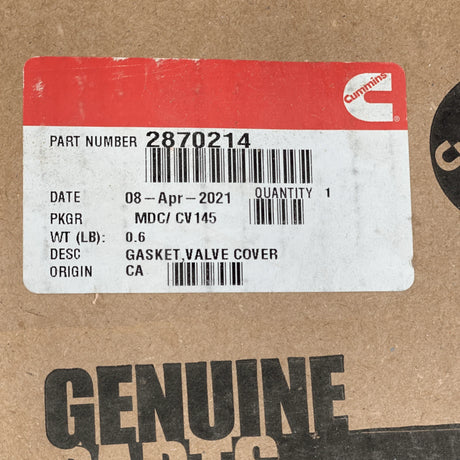 Cummins
PART NUMBER 2870214
DATE 08-Apr-2021 QUANTITY 1
PKGR MDC/ CV145
WT (LB): 0.6
DESC GASKET,VALVE COVER
ORIGIN CA
GENUINE
PARTS